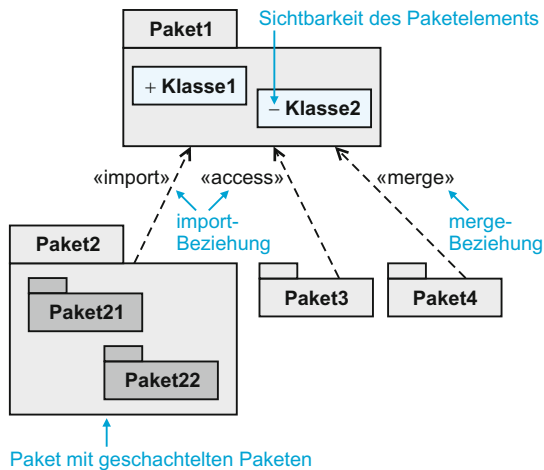 Paket1
Sichtbarkeit des Paketelements
+ Klasse1
− Klasse2
«import»
«access»
«merge»
import-
Beziehung
merge-
Beziehung
Paket2
Paket21
Paket22
Paket3
Paket4
Paket mit geschachtelten Paketen